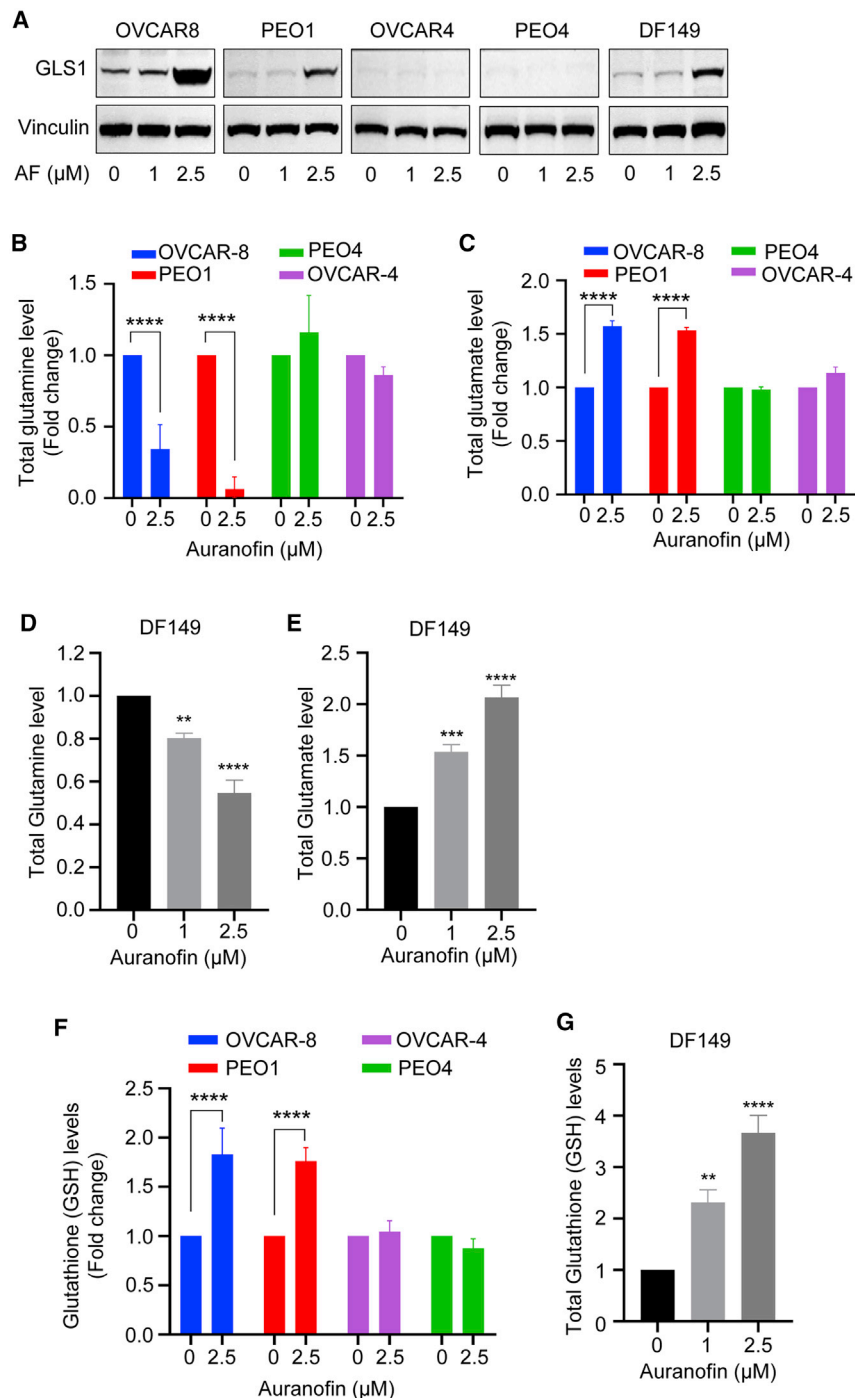 A
OVCAR8 PEO1 OVCAR4 PEO4 DF149
GLS1
Vinculin
AF (µM) 0 1 2.5 0 1 2.5 0 1 2.5 0 1 2.5 0 1 2.5
B
OVCAR-8 PEO4
PEO1 OVCAR-4
Total glutamine level
(Fold change)
1.5
1.0
0.5
0.0
**** ****
0 2.5 0 2.5 0 2.5 0 2.5
Auranofin (µM)
C
OVCAR-8 PEO4
PEO1 OVCAR-4
Total glutamate level
(Fold change)
2.0
1.5
1.0
0.5
0.0
**** ****
0 2.5 0 2.5 0 2.5 0 2.5
Auranofin (µM)
D
DF149
Total Glutamine level
1.2
1.0
0.8
0.6
0.4
0.2
0.0
**
****
0 1 2.5
Auranofin (µM)
E
DF149
Total Glutamate level
2.5
2.0
1.5
1.0
0.5
0.0
***
****
0 1 2.5
Auranofin (µM)
F
OVCAR-8 OVCAR-4
PEO1 PEO4
Glutathione (GSH) levels
(Fold change)
2.5
2.0
1.5
1.0
0.5
0.0
**** ****
0 2.5 0 2.5 0 2.5 0 2.5
Auranofin (µM)
G
DF149
Total Glutathione (GSH) levels
5
4
3
2
1
0
**
****
0 1 2.5
Auranofin (µM)